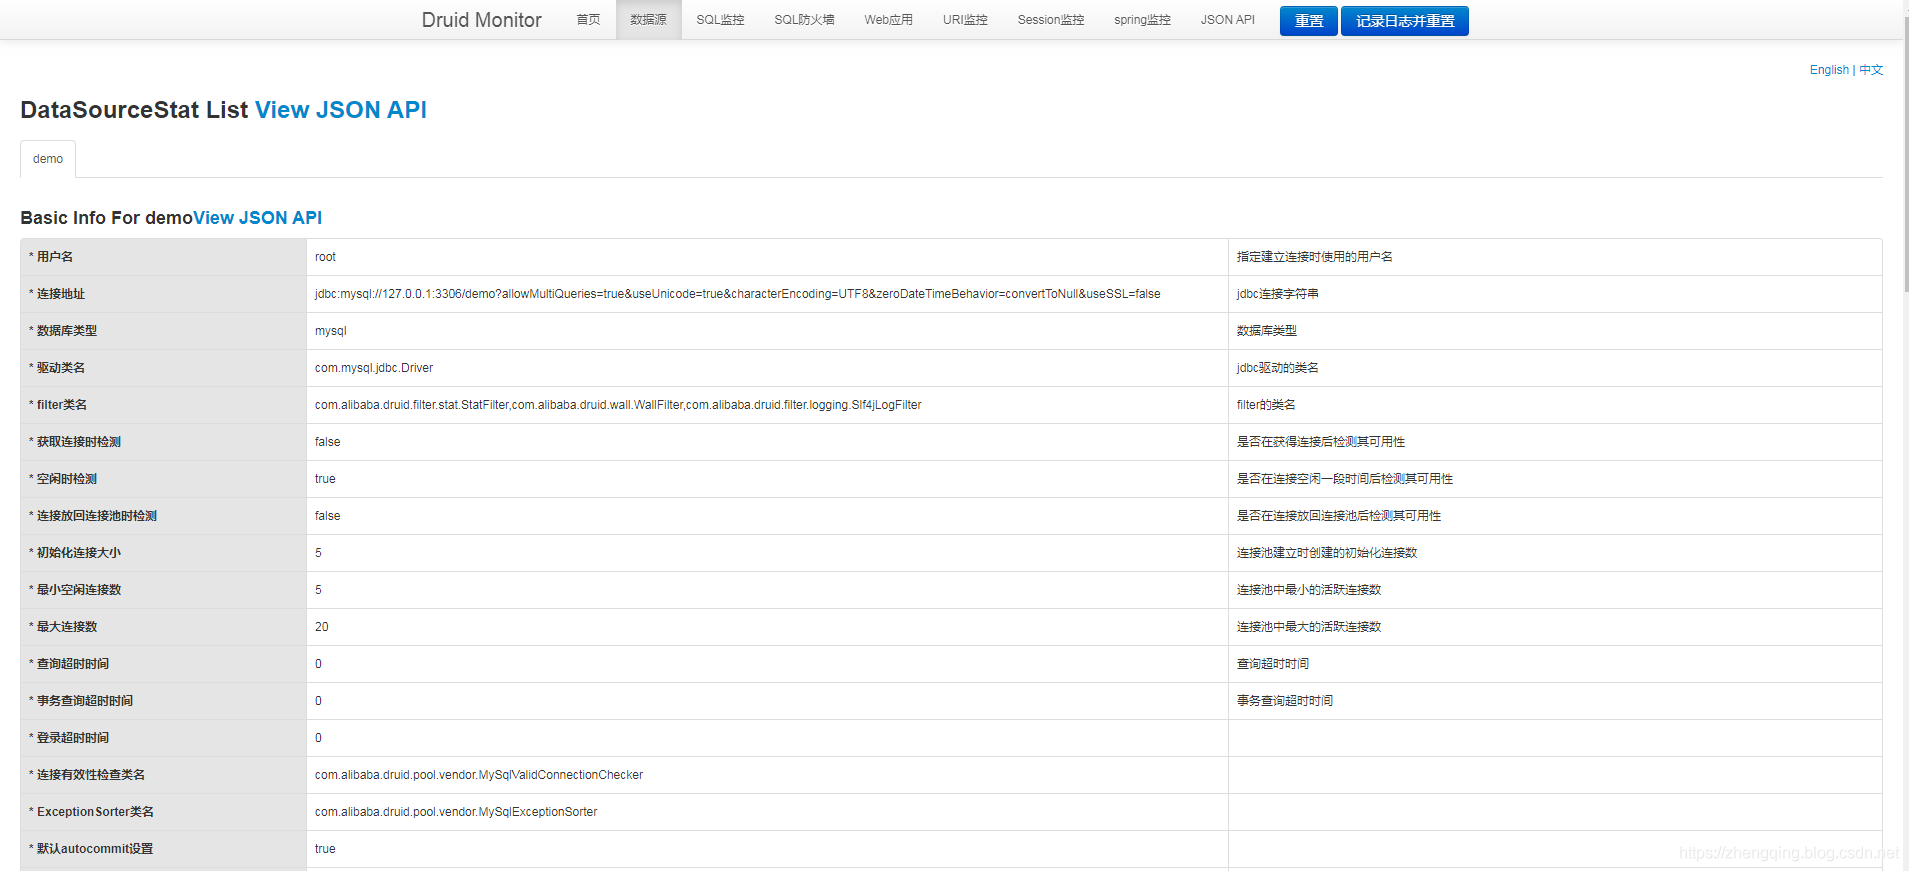 Druid Monitor 首页 数据源 SQL监控 SQL防火墙 Web应用 URI监控 Session监控 spring监控 JSON API 重置 记录日志并重置
English | 中文
DataSourceStat List View JSON API
demo
Basic Info For demoView JSON API
* 用户名 root 指定建立连接时使用的用户名
* 连接地址 jdbc:mysql://127.0.0.1:3306/demo?allowMultiQueries=true&useUnicode=true&characterEncoding=UTF8&zeroDateTimeBehavior=convertToNull&useSSL=false jdbc连接字符串
* 数据库类型 mysql 数据库类型
* 驱动类名 com.mysql.jdbc.Driver jdbc驱动的类名
* filter类名 com.alibaba.druid.filter.stat.StatFilter,com.alibaba.druid.wall.WallFilter,com.alibaba.druid.filter.logging.Slf4jLogFilter filter的类名
* 获取连接时检测 false 是否在获得连接后检测其可用性
* 空闲时检测 true 是否在连接空闲一段时间后检测其可用性
* 连接放回连接池时检测 false 是否在连接放回连接池后检测其可用性
* 初始化连接大小 5 连接池建立时创建的初始化连接数
* 最小空闲连接数 5 连接池中最小的活跃连接数
* 最大连接数 20 连接池中最大的活跃连接数
* 查询超时时间 0 查询超时时间
* 事务查询超时时间 0 事务查询超时时间
* 登录超时时间 0
* 连接有效性检查类名 com.alibaba.druid.pool.vendor.MySqlValidConnectionChecker
* ExceptionSorter类名 com.alibaba.druid.pool.vendor.MySqlExceptionSorter
* 默认autocommit设置 true
https://zhengqing.blog.csdn.net